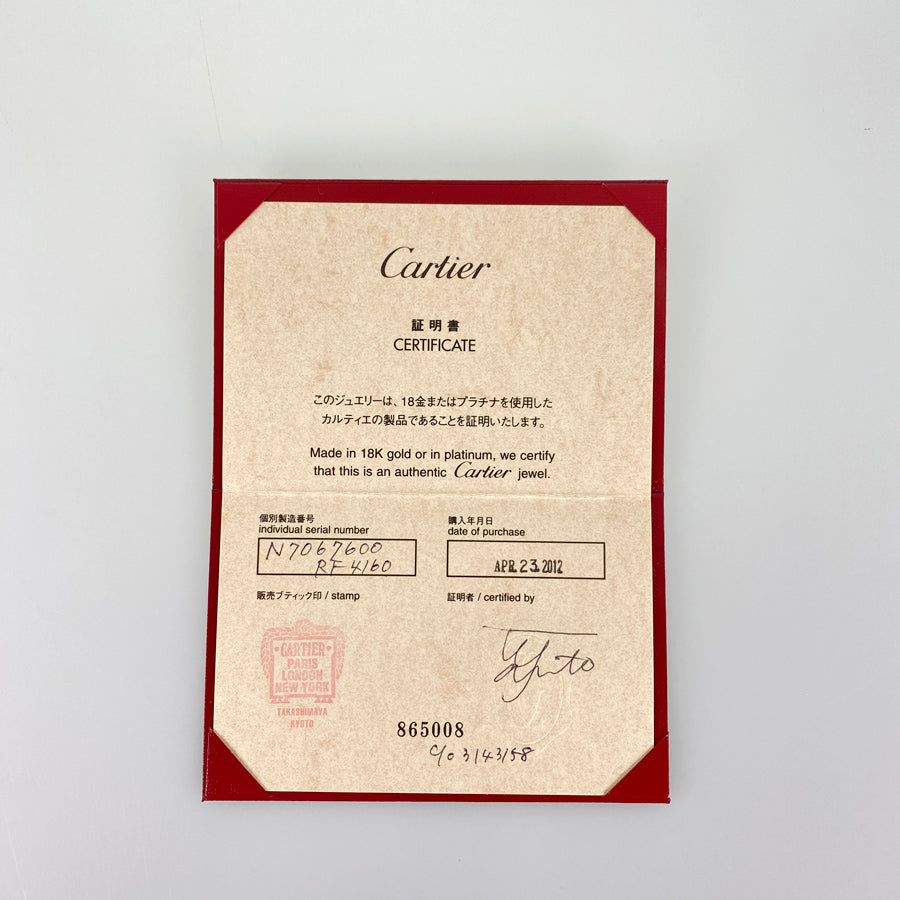 Cartier
証明書
CERTIFICATE
このジュエリーは、18金またはプラチナを使用した
カルティエの製品であることを証明いたします。
Made in 18K gold or in platinum, we certify
that this is an authentic Cartier jewel.
個別製造番号
individual serial number
N7067600
RF4160
購入年月日
date of purchase
APR.23.2012
販売ブティック印 / stamp
CARTIER
PARIS
LONDON
NEW YORK
TAKASHIMAYA
KYOTO
証明者 / certified by
865008
3143158